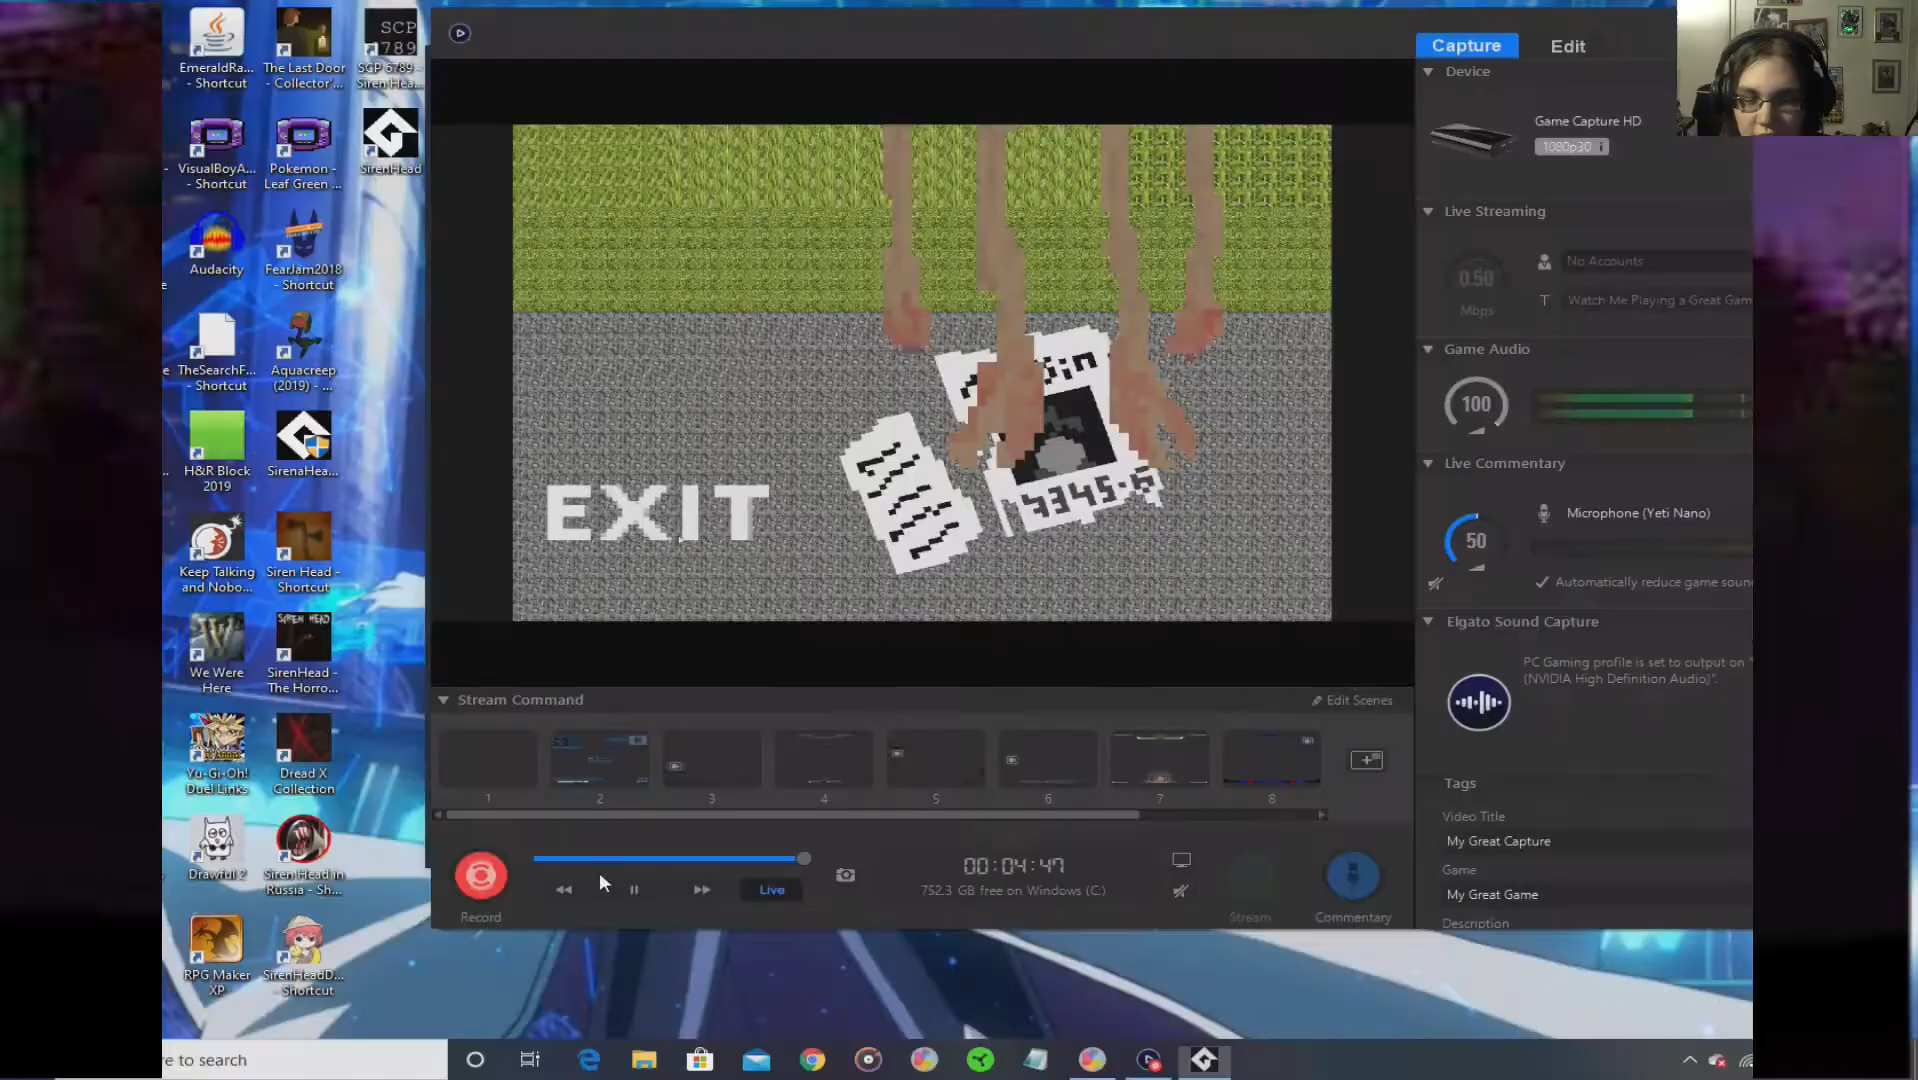 EmeraldRa...
- Shortcut
The Last Door
- Collector'...
SCP
6789
SCP 6789 -
Siren Hea...
VisualBoyA...
- Shortcut
Pokemon -
Leaf Green ...
SirenHead
Audacity
FearJam2018
- Shortcut
TheSearchF...
- Shortcut
Aquacreep
(2019) - ...
H&R Block
2019
SirenaHea...
Keep Talking
and Nobo...
Siren Head -
Shortcut
We Were
Here
SIREN HEAD
SirenHead -
The Horro...
Yu-Gi-Oh!
Duel Links
Dread X
Collection
Drawful 2
Siren Head in
Russia - Sh...
RPG Maker
XP
SirenHeadD...
- Shortcut
re to search
EXIT
Stream Command
Edit Scenes
1 2 3 4 5 6 7 8
Record
Live
00:04:47
752.3 GB free on Windows (C:)
Stream
Commentary
Capture Edit
Device
Game Capture HD
1080p30 i
Live Streaming
0.50
Mbps
No Accounts
T Watch Me Playing a Great Gam
Game Audio
100
Live Commentary
50
Microphone (Yeti Nano)
Automatically reduce game soun
Elgato Sound Capture
PC Gaming profile is set to output on "
(NVIDIA High Definition Audio)".
Tags
Video Title
My Great Capture
Game
My Great Game
Description